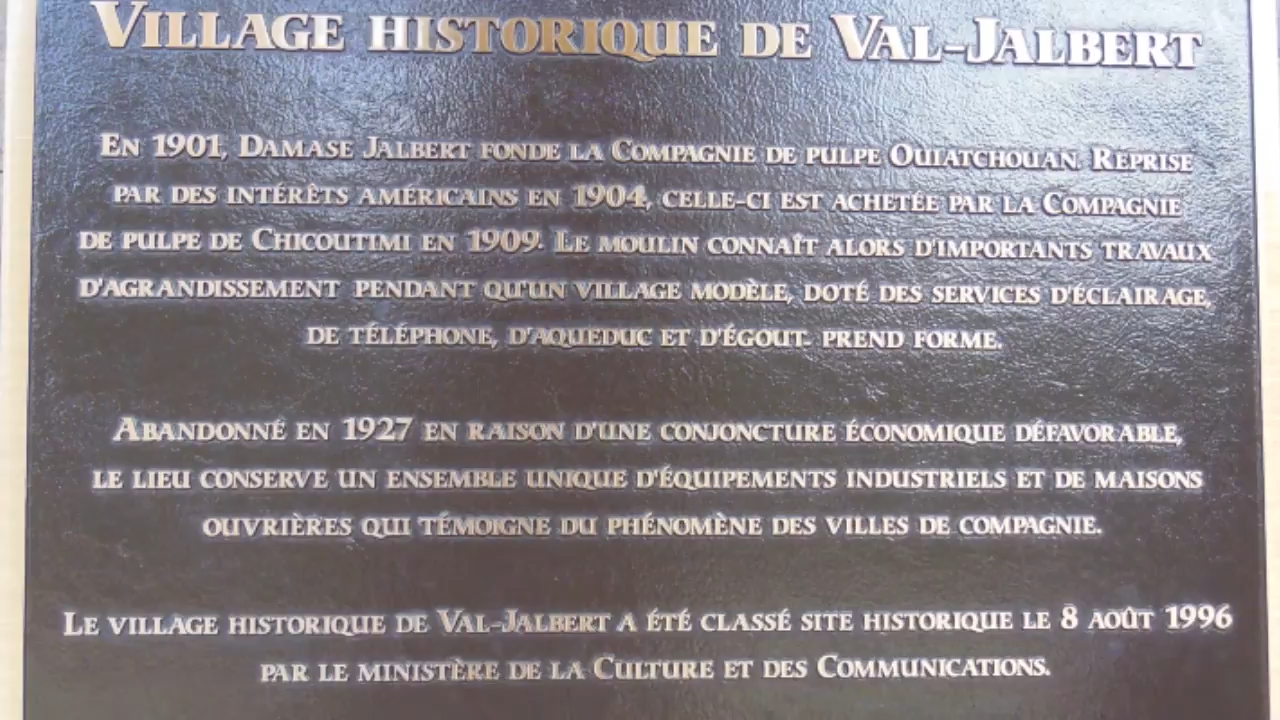 VILLAGE HISTORIQUE DE VAL-JALBERT
EN 1901, DAMASE JALBERT FONDE LA COMPAGNIE DE PULPE OUIATCHOUAN. REPRISE
PAR DES INTÉRÊTS AMÉRICAINS EN 1904, CELLE-CI EST ACHETÉE PAR LA COMPAGNIE
DE PULPE DE CHICOUTIMI EN 1909. LE MOULIN CONNAÎT ALORS D'IMPORTANTS TRAVAUX
D'AGRANDISSEMENT PENDANT QU'UN VILLAGE MODÈLE, DOTÉ DES SERVICES D'ÉCLAIRAGE,
DE TÉLÉPHONE, D'AQUEDUC ET D'ÉGOUT PREND FORME.
ABANDONNÉ EN 1927 EN RAISON D'UNE CONJONCTURE ÉCONOMIQUE DÉFAVORABLE,
LE LIEU CONSERVE UN ENSEMBLE UNIQUE D'ÉQUIPEMENTS INDUSTRIELS ET DE MAISONS
OUVRIÈRES QUI TÉMOIGNE DU PHÉNOMÈNE DES VILLES DE COMPAGNIE.
LE VILLAGE HISTORIQUE DE VAL-JALBERT A ÉTÉ CLASSÉ SITE HISTORIQUE LE 8 AOÛT 1996
PAR LE MINISTÈRE DE LA CULTURE ET DES COMMUNICATIONS.